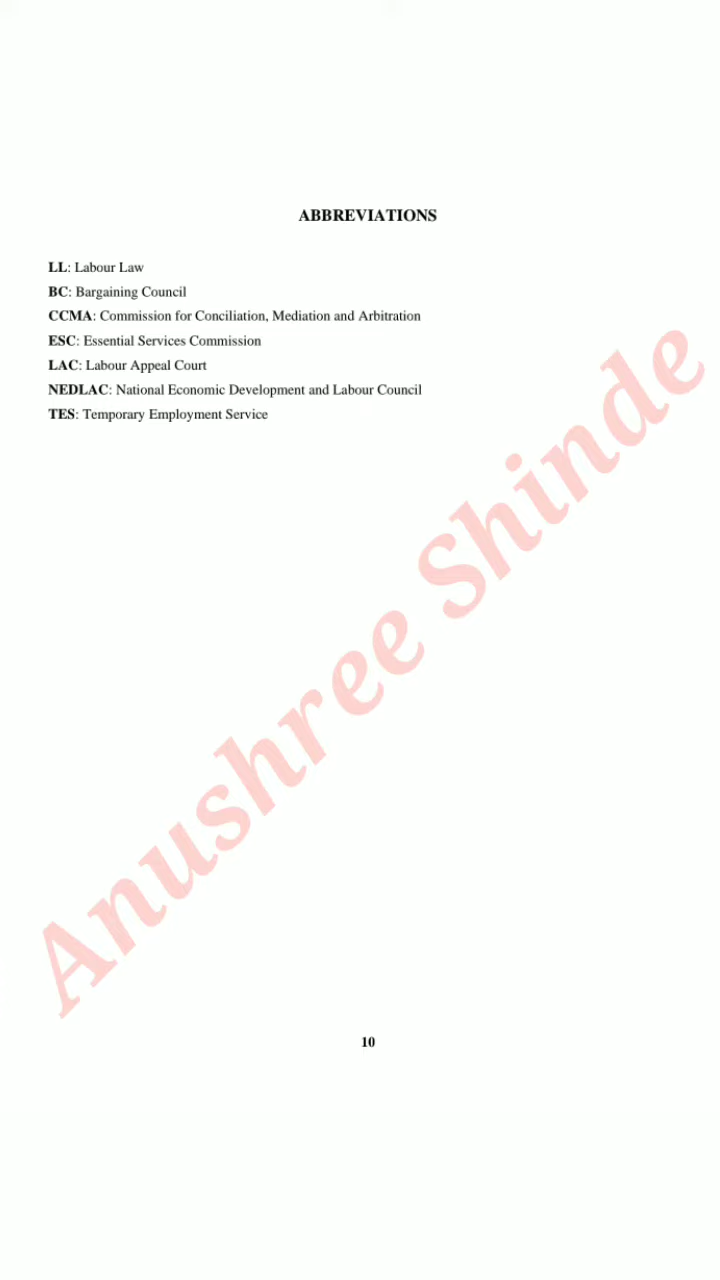 ABBREVIATIONS
LL: Labour Law
BC: Bargaining Council
CCMA: Commission for Conciliation, Mediation and Arbitration
ESC: Essential Services Commission
LAC: Labour Appeal Court
NEDLAC: National Economic Development and Labour Council
TES: Temporary Employment Service
Anushree Shinde
10